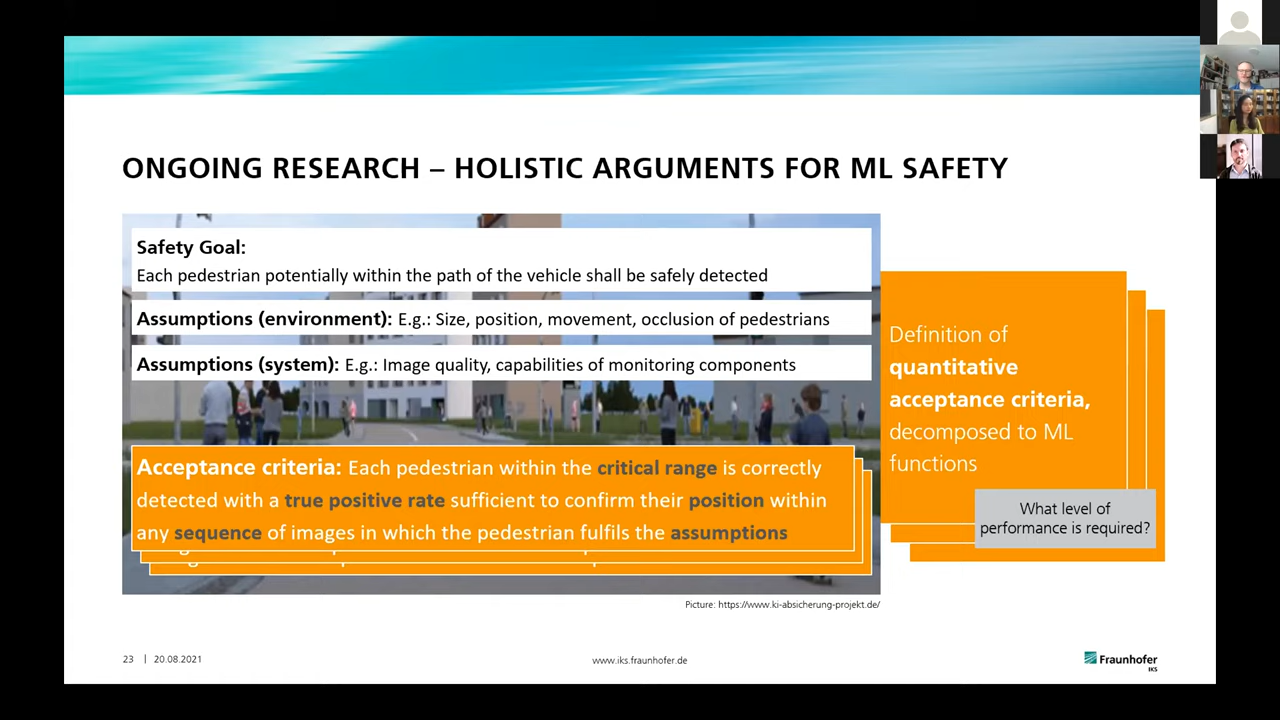 ONGOING RESEARCH – HOLISTIC ARGUMENTS FOR ML SAFETY
Safety Goal:
Each pedestrian potentially within the path of the vehicle shall be safely detected
Assumptions (environment): E.g.: Size, position, movement, occlusion of pedestrians
Assumptions (system): E.g.: Image quality, capabilities of monitoring components
Acceptance criteria: Each pedestrian within the critical range is correctly
detected with a true positive rate sufficient to confirm their position within
any sequence of images in which the pedestrian fulfils the assumptions
Definition of
quantitative
acceptance criteria,
decomposed to ML
functions
What level of
performance is required?
Picture: https://www.ki-absicherung-projekt.de/
23 | 20.08.2021
www.iks.fraunhofer.de
Fraunhofer
IKS